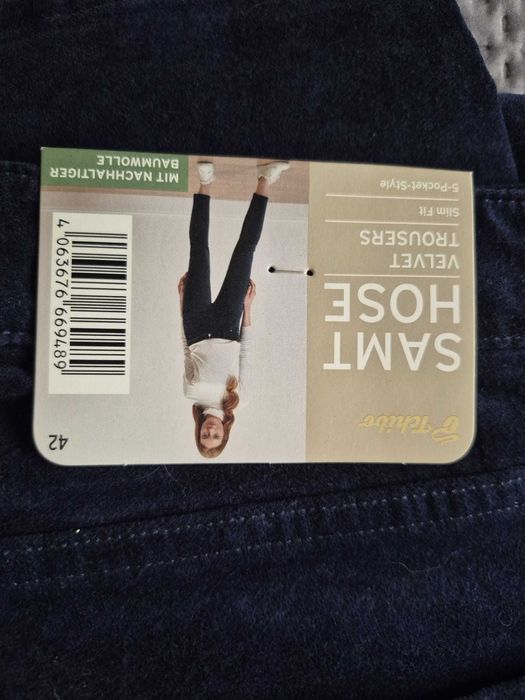 Tchibo
SAMT
HOSE
VELVET
TROUSERS
Slim Fit
5-Pocket-Style
MIT NACHHALTIGER
BAUMWOLLE
4 063676 669489
42